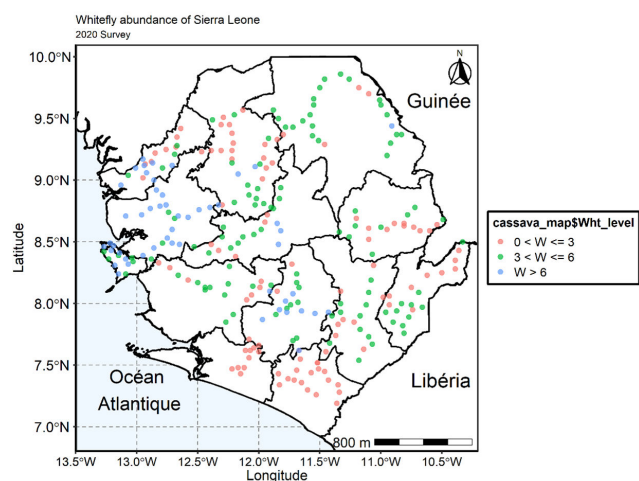 Whitefly abundance of Sierra Leone
2020 Survey
10.0°N
9.5°N
9.0°N
8.5°N
8.0°N
7.5°N
7.0°N
Latitude
N
Guinée
Océan
Atlantique
Libéria
800 m
13.5°W 13.0°W 12.5°W 12.0°W 11.5°W 11.0°W 10.5°W
Longitude
cassava_map$Wht_level
0 < W <= 3
3 < W <= 6
W > 6